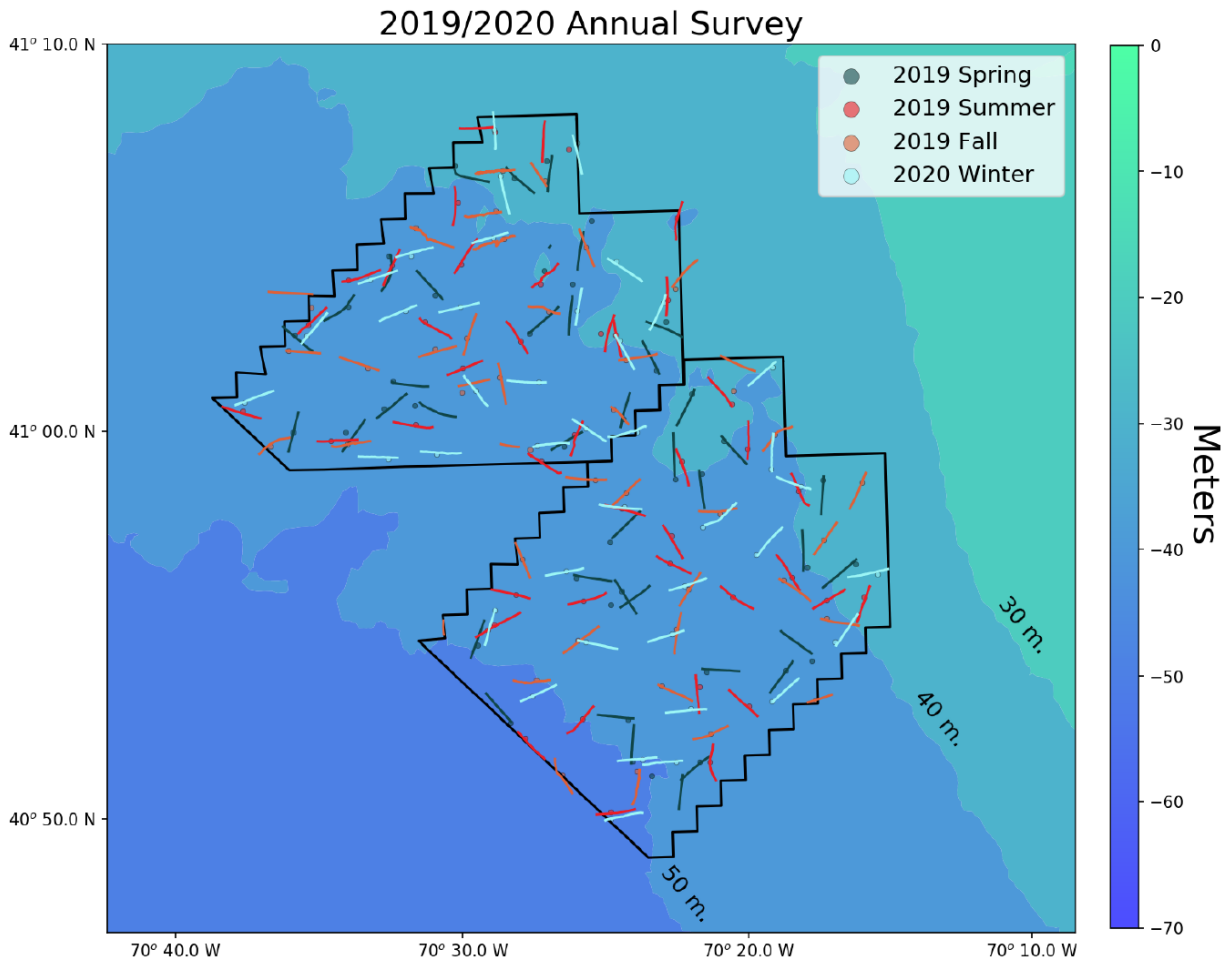 2019/2020 Annual Survey
41° 10.0 N
41° 00.0 N
40° 50.0 N
70° 40.0 W
70° 30.0 W
70° 20.0 W
70° 10.0 W
2019 Spring
2019 Summer
2019 Fall
2020 Winter
30 m.
40 m.
50 m.
0
−10
−20
−30
−40
−50
−60
−70
Meters